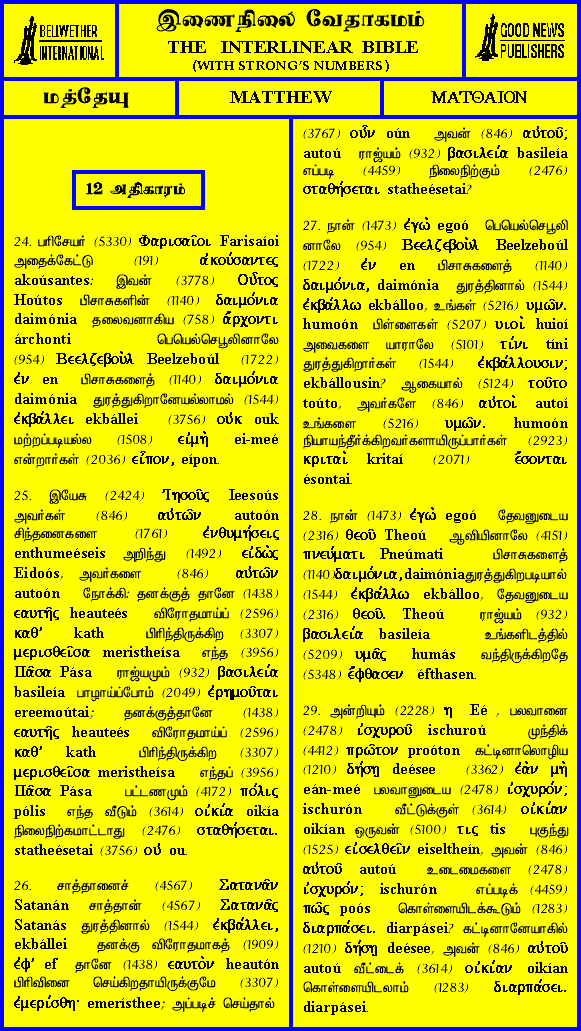 BELLWETHER
INTERNATIONAL
இணைநிலை வேதாகமம்
THE INTERLINEAR BIBLE
(WITH STRONG'S NUMBERS)
GOOD NEWS
PUBLISHERS
மத்தேயு
MATTHEW
ΜΑΤΘΑΙΟΝ
12 அதிகாரம்
24. பரிசேயர் (5330) Φαρισαῖοι Farisaíoi
அதைக்கேட்டு (191) ἀκούσαντες
akoúsantes: இவன் (3778) Οὗτος
Hoútos பிசாசுகளின் (1140) δαιμόνια
daimónia தலைவனாகிய (758) ἄρχοντι
árchonti பெயெல்செபூலினாலே
(954) Βεελζεβοὺλ Beelzeboúl (1722)
ἐν en பிசாசுகளைத் (1140) δαιμόνια
daimónia துரத்துகிறானேயல்லாமல் (1544)
ἐκβάλλει ekbállei (3756) οὐκ ouk
மற்றப்படியல்ல (1508) εἰμὴ ei-meé
என்றார்கள் (2036) εἶπον, eípon.
25. இயேசு (2424) Ἰησοῦς Ieesoús
அவர்கள் (846) αὐτῶν autoón
சிந்தனைகளை (1761) ἐνθυμήσεις
enthumeéseis அறிந்து (1492) εἰδὼς
Eidoós, அவர்களை (846) αὐτῶν
autoón நோக்கி: தனக்குத் தானே (1438)
ἑαυτῆς heauteés விரோதமாய்ப் (2596)
καθ’ kath பிரிந்திருக்கிற (3307)
μερισθεῖσα meristheísa எந்த (3956)
Πᾶσα Pása ராஜ்யமும் (932) βασιλεία
basileía பாழாய்ப்போம் (2049) ἐρημοῦται
ereemoútai; தனக்குத்தானே (1438)
ἑαυτῆς heauteés விரோதமாய்ப் (2596)
καθ’ kath பிரிந்திருக்கிற (3307)
μερισθεῖσα meristheísa எந்தப் (3956)
Πᾶσα Pása பட்டணமும் (4172) πόλις
pólis எந்த வீடும் (3614) οἰκία oikía
நிலைநிற்கமாட்டாது (2476) σταθήσεται.
statheésetai (3756) οὐ ou.
26. சாத்தானைச் (4567) Σατανᾶν
Satanán சாத்தான் (4567) Σατανᾶς
Satanás துரத்தினால் (1544) ἐκβάλλει,
ekbállei தனக்கு விரோதமாகத் (1909)
ἐφ’ ef தானே (1438) ἑαυτὸν heautón
பிரிவினை செய்கிறதாயிருக்குமே (3307)
ἐμερίσθη· emerísthee; அப்படிச் செய்தால்
(3767) οὖν oún அவன் (846) αὐτοῦ;
autoú ராஜ்யம் (932) βασιλεία basileía
எப்படி (4459) நிலைநிற்கும் (2476)
σταθήσεται statheésetai?
27. நான் (1473) ἐγὼ egoó பெயெல்செபூலி
னாலே (954) Βεελζεβοὺλ Beelzeboúl
(1722) ἐν en பிசாசுகளைத் (1140)
δαιμόνια, daimónia துரத்தினால் (1544)
ἐκβάλλω ekbálloo, உங்கள் (5216) υμῶν.
humoón பிள்ளைகள் (5207) υιοὶ huioí
அவைகளை யாராலே (5101) τίνι tíni
துரத்துகிறார்கள் (1544) ἐκβάλλουσιν;
ekbállousin? ஆகையால் (5124) τοῦτο
toúto, அவர்களே (846) αὐτοὶ autoí
உங்களை (5216) υμῶν. humoón
நியாயந்தீர்க்கிறவர்களாயிருப்பார்கள் (2923)
κριταὶ kritaí (2071) ἔσονται
ésontai.
28. நான் (1473) ἐγὼ egoó தேவனுடைய
(2316) θεοῦ Theoú ஆவியினாலே (4151)
πνεύματι Pneúmati பிசாசுகளைத்
(1140) δαιμόνια, daimónia துரத்துகிறபடியால்
(1544) ἐκβάλλω ekbálloo, தேவனுடைய
(2316) θεοῦ. Theoú ராஜ்யம் (932)
βασιλεία basileía உங்களிடத்தில்
(5209) υμᾶς humás வந்திருக்கிறதே
(5348) ἔφθασεν éfthasen.
29. அன்றியும் (2228) η Eé , பலவானை
(2478) ἰσχυροῦ ischuroú முந்திக்
(4412) πρῶτον proóton கட்டினாலொழிய
(1210) δήσῃ deésee (3362) ἐὰν μὴ
eán-meé பலவானுடைய (2478) ἰσχυρόν;
ischurón வீட்டுக்குள் (3614) οἰκίαν
oikían ஒருவன் (5100) τις tis புகுந்து
(1525) εἰσελθεῖν eiseltheín, அவன் (846)
αὐτοῦ autoú உடைமைகளை (2478)
ἰσχυρόν; ischurón எப்படிக் (4459)
πῶς poós கொள்ளையிடக்கூடும் (1283)
διαρπάσει. diarpásei? கட்டினானேயாகில்
(1210) δήσῃ deésee, அவன் (846) αὐτοῦ
autoú வீட்டைக் (3614) οἰκίαν oikían
கொள்ளையிடலாம் (1283) διαρπάσει.
diarpásei.